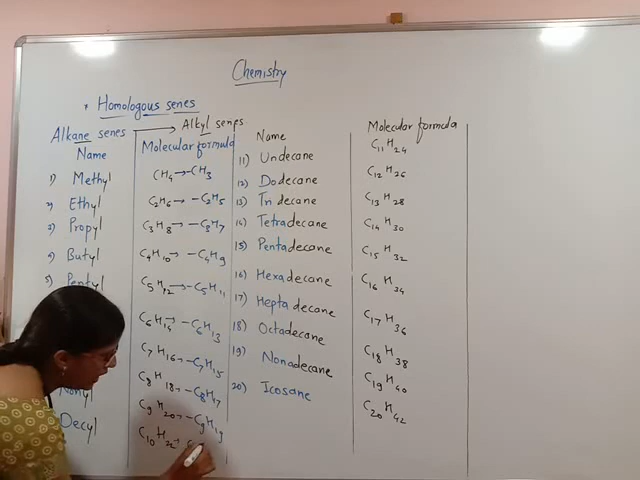 Chemistry
* Homologous series
Alkane series → Alkyl series
Name Molecular formula Name Molecular formula
1) Methyl CH4 → -CH3 11) Undecane C11H24
2) Ethyl C2H6 → -C2H5 12) Dodecane C12H26
3) Propyl C3H8 → -C3H7 13) Tridecane C13H28
4) Butyl C4H10 → -C4H9 14) Tetradecane C14H30
5) Pentyl C5H12 → -C5H11 15) Pentadecane C15H32
C6H14 → -C6H13 16) Hexadecane C16H34
C7H16 → -C7H15 17) Heptadecane C17H36
C8H18 → -C8H17 18) Octadecane C18H38
Nonyl C9H20 → -C9H19 19) Nonadecane C19H40
Decyl C10H22 → 20) Icosane C20H42